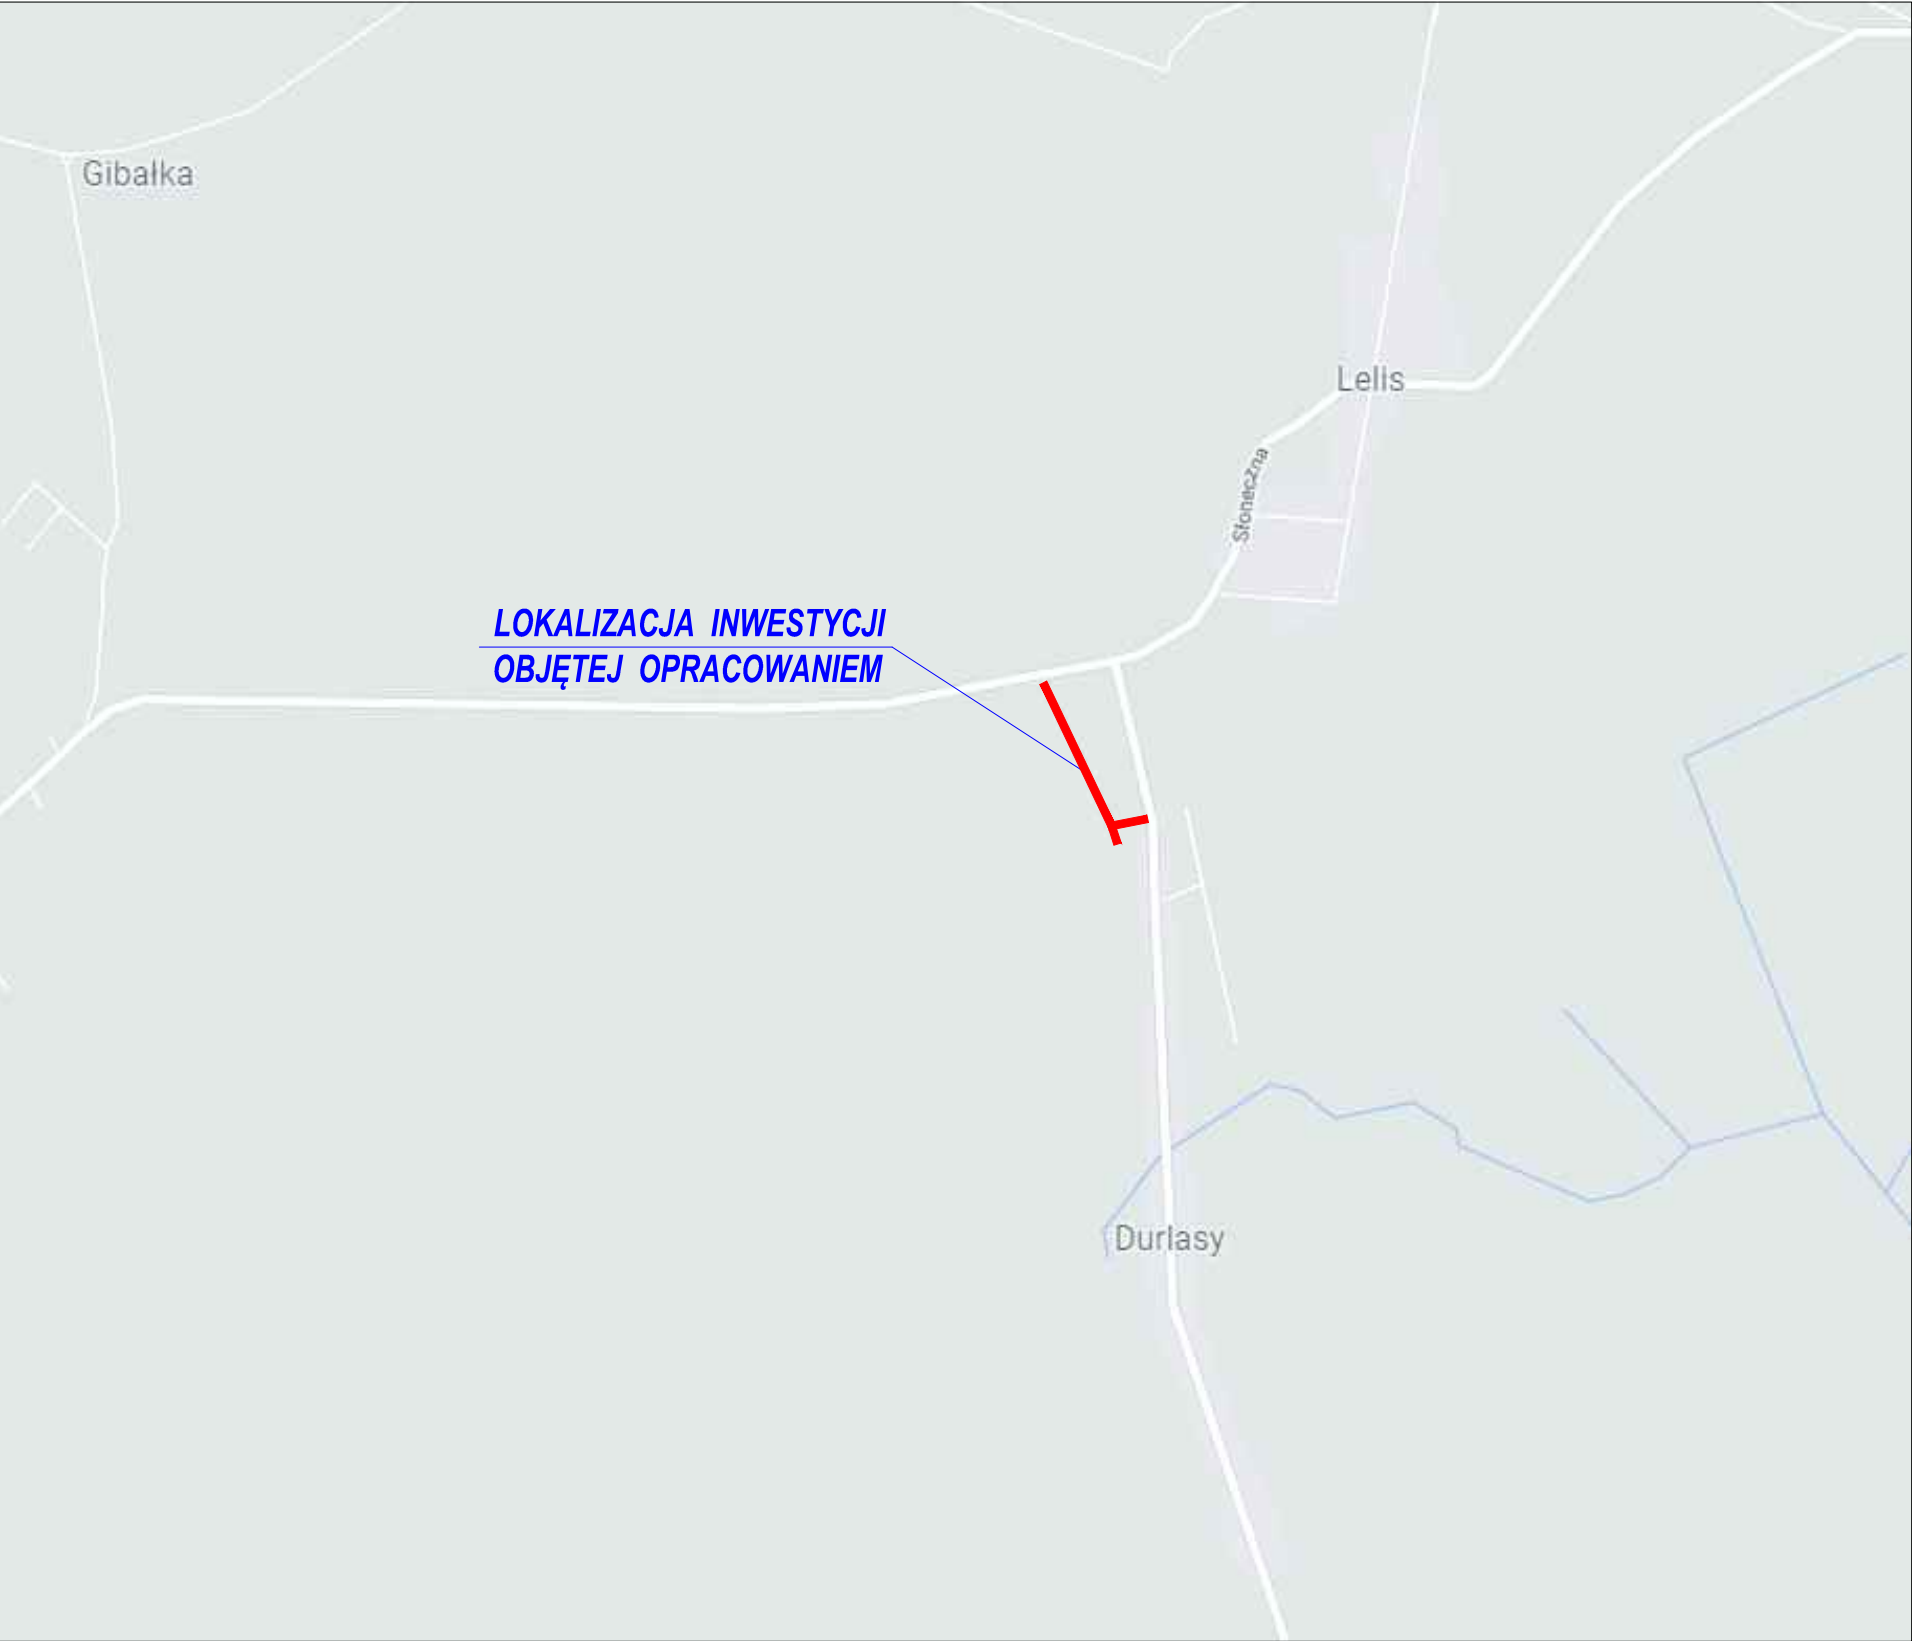 Gibałka
Lelis
Słoneczna
LOKALIZACJA INWESTYCJI
OBJĘTEJ OPRACOWANIEM
Durlasy